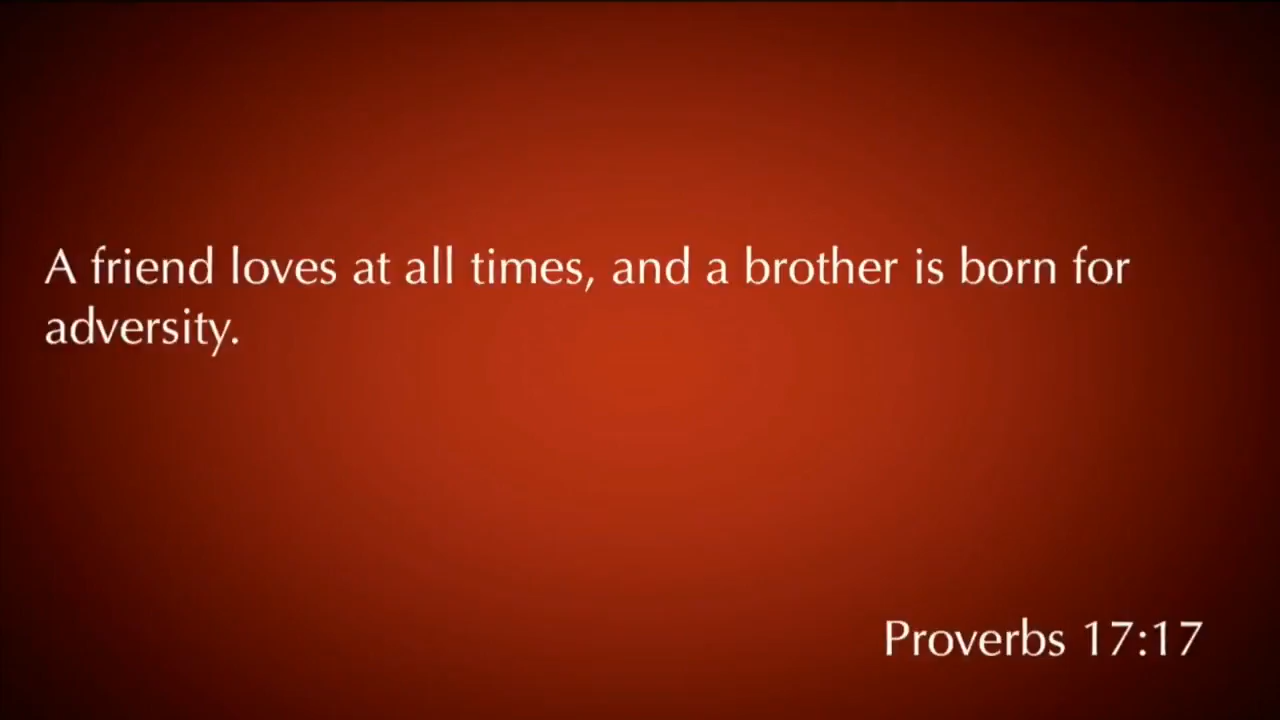 A friend loves at all times, and a brother is born for
adversity.
Proverbs 17:17